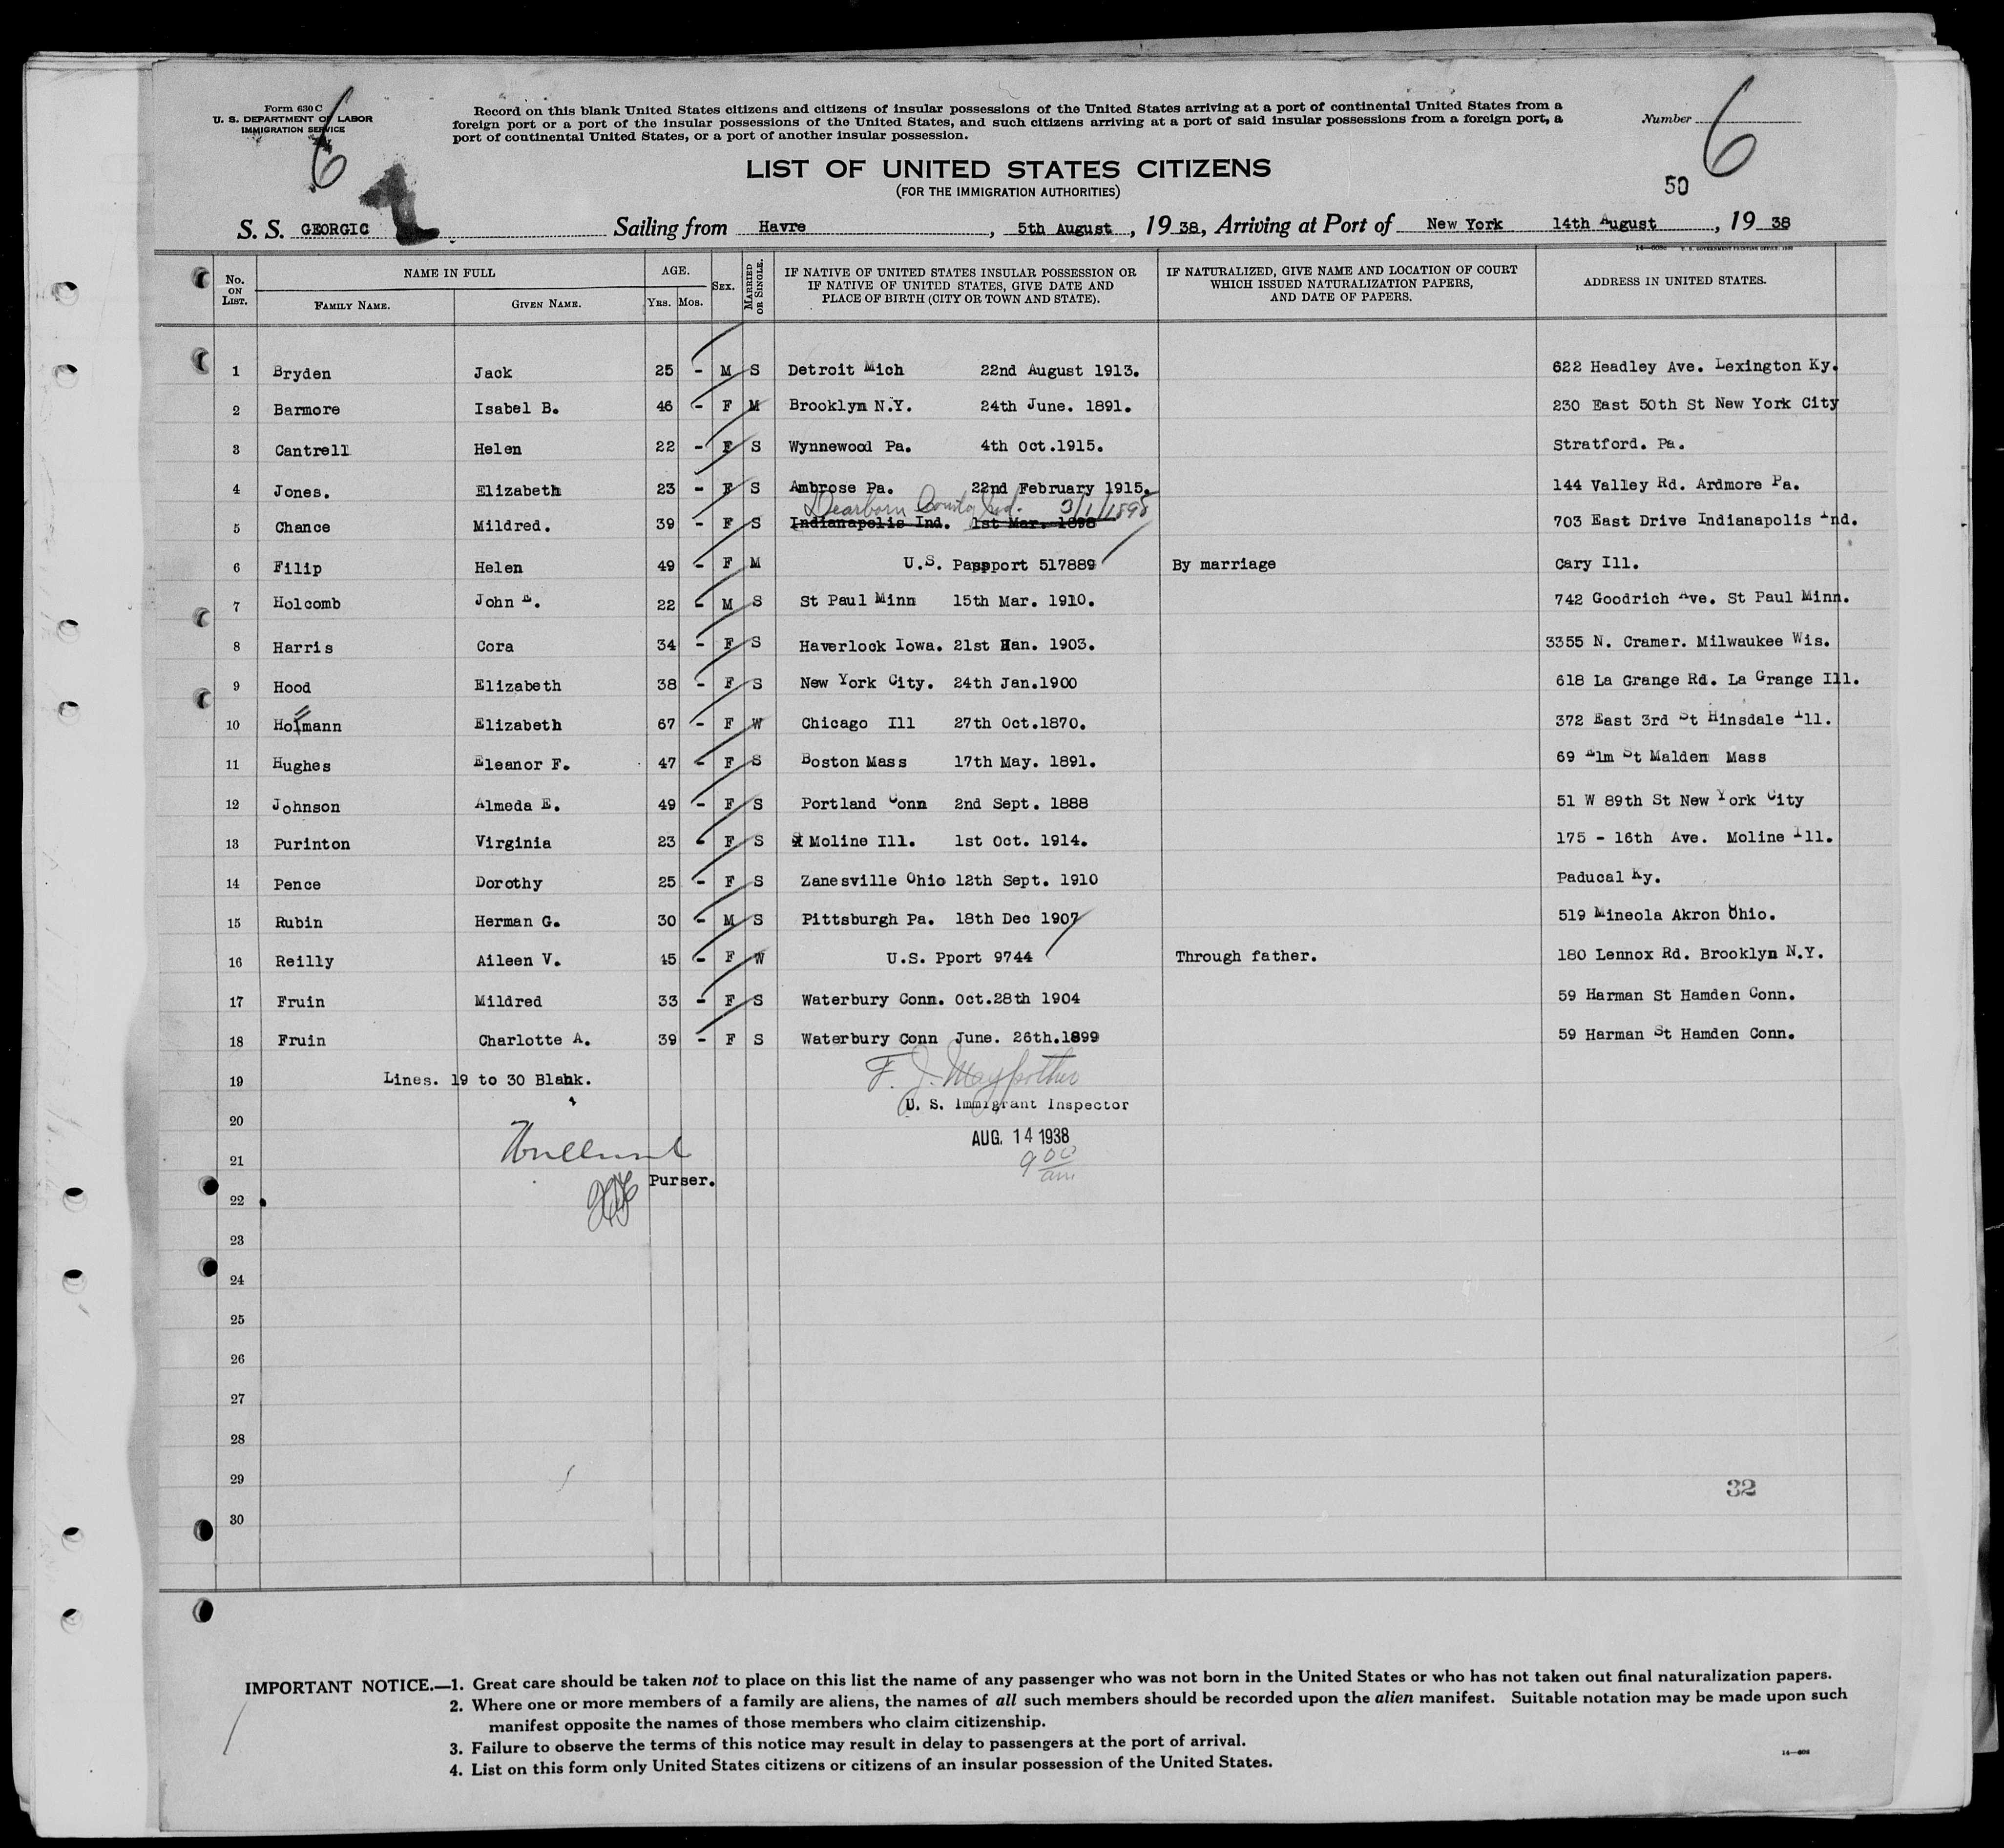 Form 630 C
U. S. DEPARTMENT OF LABOR
IMMIGRATION SERVICE
6
Record on this blank United States citizens and citizens of insular possessions of the United States arriving at a port of continental United States from a
foreign port or a port of the insular possessions of the United States, and such citizens arriving at a port of said insular possessions from a foreign port, a
port of continental United States, or a port of another insular possession.
Number 6
LIST OF UNITED STATES CITIZENS
(FOR THE IMMIGRATION AUTHORITIES)
50
1
S. S. GEORGIC Sailing from Havre, 5th August, 19 38, Arriving at Port of New York 14th August, 19 38
No. ON LIST. NAME IN FULL FAMILY NAME. GIVEN NAME. AGE. YRS. MOS. SEX. MARRIED OR SINGLE. IF NATIVE OF UNITED STATES INSULAR POSSESSION OR IF NATIVE OF UNITED STATES, GIVE DATE AND PLACE OF BIRTH (CITY OR TOWN AND STATE). IF NATURALIZED, GIVE NAME AND LOCATION OF COURT WHICH ISSUED NATURALIZATION PAPERS, AND DATE OF PAPERS. ADDRESS IN UNITED STATES.
1 Bryden Jack 25 - M S Detroit Mich 22nd August 1913. 622 Headley Ave. Lexington Ky.
2 Barmore Isabel B. 46 - F M Brooklyn N.Y. 24th June. 1891. 230 East 50th St New York City
3 Cantrell Helen 22 - F S Wynnewood Pa. 4th Oct.1915. Stratford. Pa.
4 Jones. Elizabeth 23 - F S Ambrose Pa. 22nd February 1915. 144 Valley Rd. Ardmore Pa.
Dearborn County Ind. 3/1/1898
5 Chance Mildred. 39 - F S Indianapolis Ind. 1st Mar. 1898 703 East Drive Indianapolis Ind.
6 Filip Helen 49 - F M U.S. Passport 517889 By marriage Cary Ill.
7 Holcomb John E. 22 - M S St Paul Minn 15th Mar. 1910. 742 Goodrich Ave. St Paul Minn.
8 Harris Cora 34 - F S Haverlock Iowa. 21st Jan. 1903. 3355 N. Cramer. Milwaukee Wis.
9 Hood Elizabeth 38 - F S New York City. 24th Jan.1900 618 La Grange Rd. La Grange Ill.
10 Holmann Elizabeth 67 - F W Chicago Ill 27th Oct.1870. 372 East 3rd St Hinsdale Ill.
11 Hughes Eleanor F. 47 - F S Boston Mass 17th May. 1891. 69 Elm St Malden Mass
12 Johnson Almeda E. 49 - F S Portland Conn 2nd Sept. 1888 51 W 89th St New York City
13 Purinton Virginia 23 - F S Moline Ill. 1st Oct. 1914. 175 - 16th Ave. Moline Ill.
14 Pence Dorothy 25 - F S Zanesville Ohio 12th Sept. 1910 Paducal Ky.
15 Rubin Herman G. 30 - M S Pittsburgh Pa. 18th Dec 1907 519 Mineola Akron Ohio.
16 Reilly Aileen V. 45 - F W U.S. Pport 9744 Through father. 180 Lennox Rd. Brooklyn N.Y.
17 Fruin Mildred 33 - F S Waterbury Conn. Oct.28th 1904 59 Harman St Hamden Conn.
18 Fruin Charlotte A. 39 - F S Waterbury Conn June. 26th.1899 59 Harman St Hamden Conn.
19 Lines. 19 to 30 Blank. F. J.
U. S. Immigrant Inspector
20
AUG. 14 1938
21 9 00 am
Purser.
22
23
24
25
26
27
28
29
32
30
IMPORTANT NOTICE.—1. Great care should be taken not to place on this list the name of any passenger who was not born in the United States or who has not taken out final naturalization papers.
2. Where one or more members of a family are aliens, the names of all such members should be recorded upon the alien manifest. Suitable notation may be made upon such
manifest opposite the names of those members who claim citizenship.
3. Failure to observe the terms of this notice may result in delay to passengers at the port of arrival.
4. List on this form only United States citizens or citizens of an insular possession of the United States.